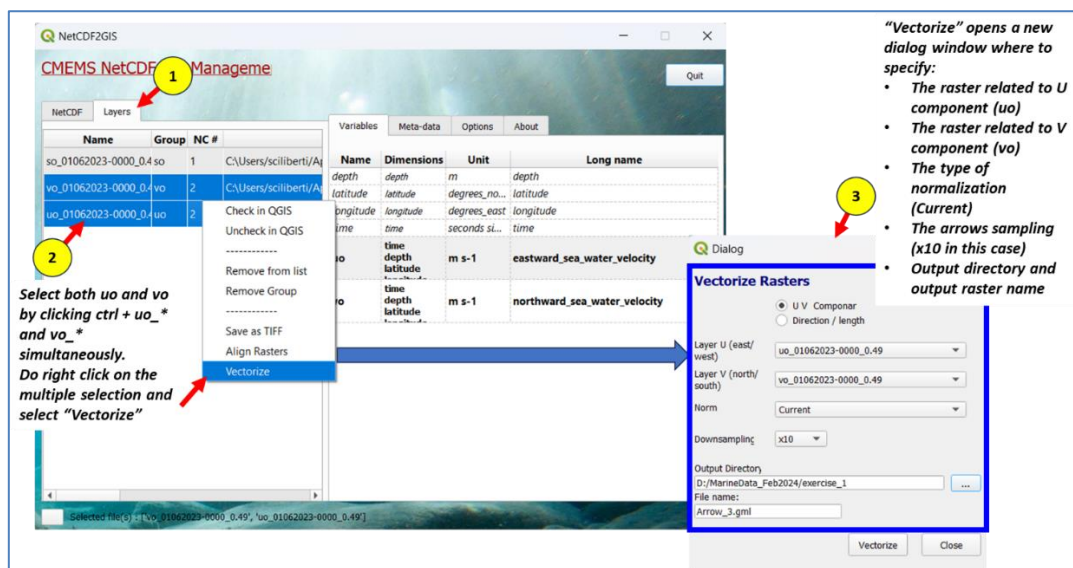 NetCDF2GIS
CMEMS NetCDF Manageme
1
Quit
NetCDF Layers
Name Group NC #
so_01062023-0000_0.4 so 1 C:\Users/sciliberti/Ap
vo_01062023-0000_0.4 vo 2 C:\Users/sciliberti/Ap
uo_01062023-0000_0.4 uo 2
2
Check in QGIS
Uncheck in QGIS
------------
Remove from list
Remove Group
------------
Save as TIFF
Align Rasters
Vectorize
Select both uo and vo
by clicking ctrl + uo_*
and vo_*
simultaneously.
Do right click on the
multiple selection and
select “Vectorize”
Variables Meta-data Options About
Name Dimensions Unit Long name
depth depth m depth
latitude latitude degrees_no... latitude
longitude longitude degrees_east longitude
time time seconds si... time
uo time
depth
latitude
longitude
m s-1 eastward_sea_water_velocity
vo time
depth
latitude
longitude
m s-1 northward_sea_water_velocity
Selected file(s) : ['vo_01062023-0000_0.49', 'uo_01062023-0000_0.49']
“Vectorize” opens a new
dialog window where to
specify:
• The raster related to U
component (uo)
• The raster related to V
component (vo)
• The type of
normalization
(Current)
• The arrows sampling
(x10 in this case)
• Output directory and
output raster name
3
Dialog
Vectorize Rasters
U V Componar
Direction / length
Layer U (east/
west)
uo_01062023-0000_0.49
Layer V (north/
south)
vo_01062023-0000_0.49
Norm Current
Downsampling x10
Output Directory
D:/MarineData_Feb2024/exercise_1 ...
File name:
Arrow_3.gml
Vectorize Close